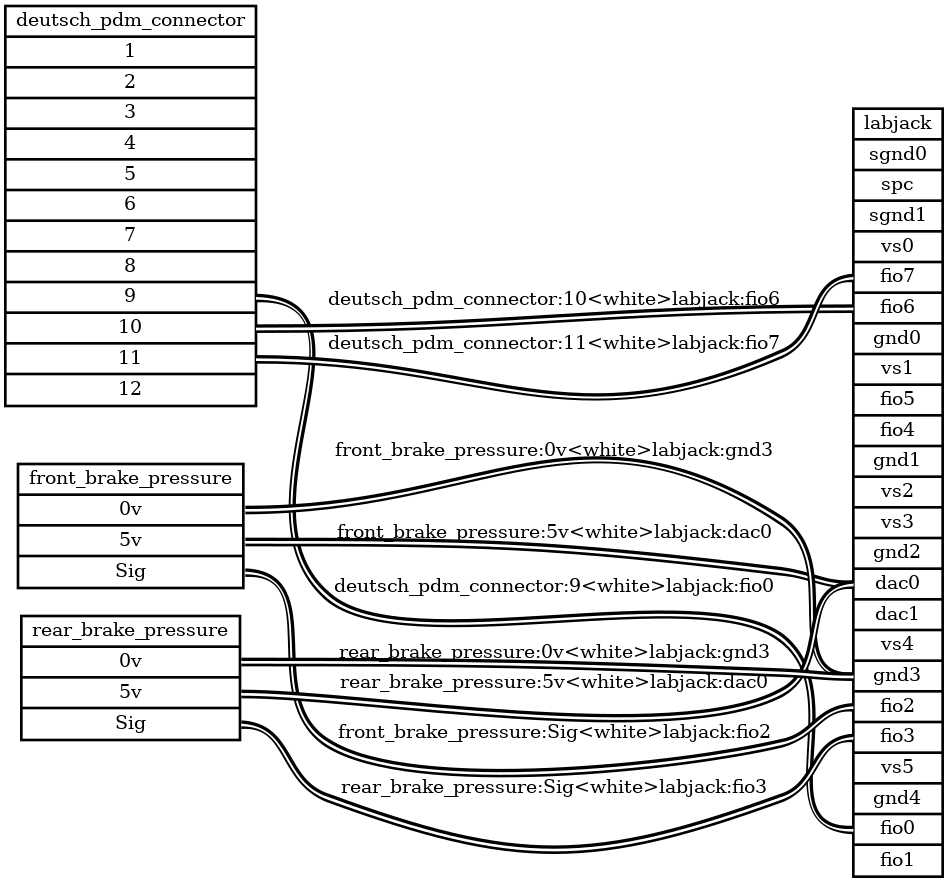 deutsch_pdm_connector
1
2
3
4
5
6
7
8
9
10
11
12
front_brake_pressure
0v
5v
Sig
rear_brake_pressure
0v
5v
Sig
deutsch_pdm_connector:10<white>labjack:fio6
deutsch_pdm_connector:11<white>labjack:fio7
front_brake_pressure:0v<white>labjack:gnd3
front_brake_pressure:5v<white>labjack:dac0
deutsch_pdm_connector:9<white>labjack:fio0
rear_brake_pressure:0v<white>labjack:gnd3
rear_brake_pressure:5v<white>labjack:dac0
front_brake_pressure:Sig<white>labjack:fio2
rear_brake_pressure:Sig<white>labjack:fio3
labjack
sgnd0
spc
sgnd1
vs0
fio7
fio6
gnd0
vs1
fio5
fio4
gnd1
vs2
vs3
gnd2
dac0
dac1
vs4
gnd3
fio2
fio3
vs5
gnd4
fio0
fio1